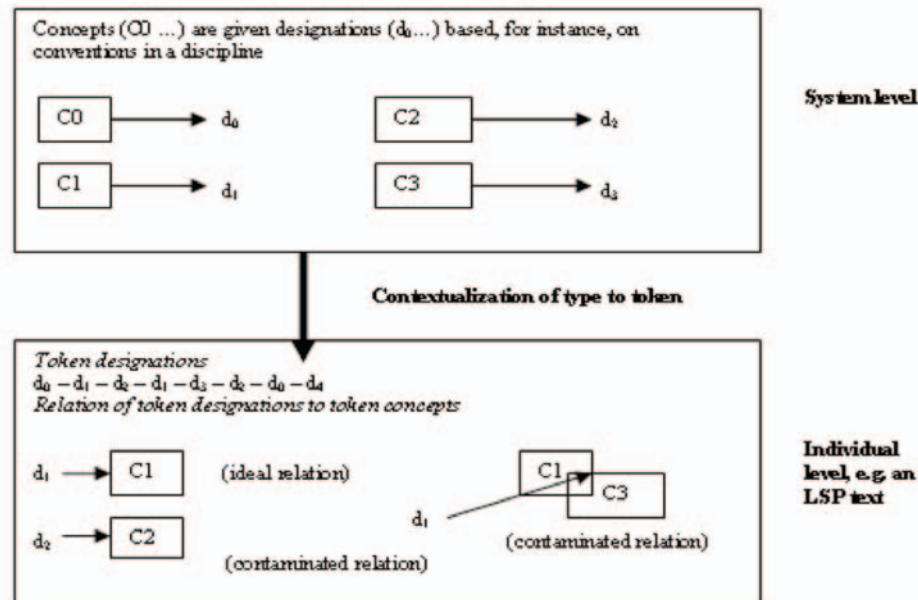 Concepts (C0 ...) are given designations (d₀...) based, for instance, on
conventions in a discipline
System level
C0
d₀
C2
d₂
C1
d₁
C3
d₃
Contextualization of type to token
Token designations
d₀ – d₁ – d₂ – d₁ – d₃ – d₂ – d₀ – d₄
Relation of token designations to token concepts
d₁
C1
(ideal relation)
C1
C3
d₁
(contaminated relation)
d₂
C2
(contaminated relation)
Individual
level, e.g. an
LSP text